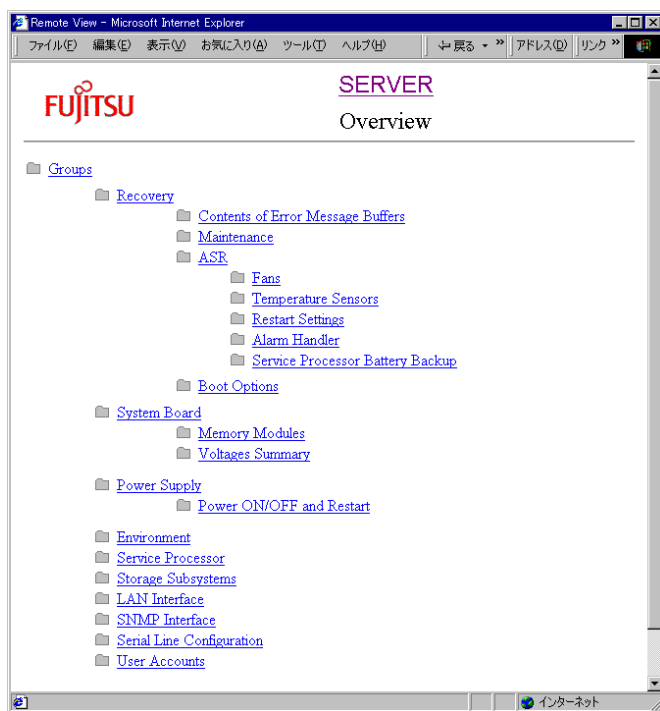 Remote View - Microsoft Internet Explorer
ファイル(F) 編集(E) 表示(V) お気に入り(A) ツール(T) ヘルプ(H) 戻る » アドレス(D) リンク »
FUJITSU
SERVER
Overview
Groups
Recovery
Contents of Error Message Buffers
Maintenance
ASR
Fans
Temperature Sensors
Restart Settings
Alarm Handler
Service Processor Battery Backup
Boot Options
System Board
Memory Modules
Voltages Summary
Power Supply
Power ON/OFF and Restart
Environment
Service Processor
Storage Subsystems
LAN Interface
SNMP Interface
Serial Line Configuration
User Accounts
インターネット